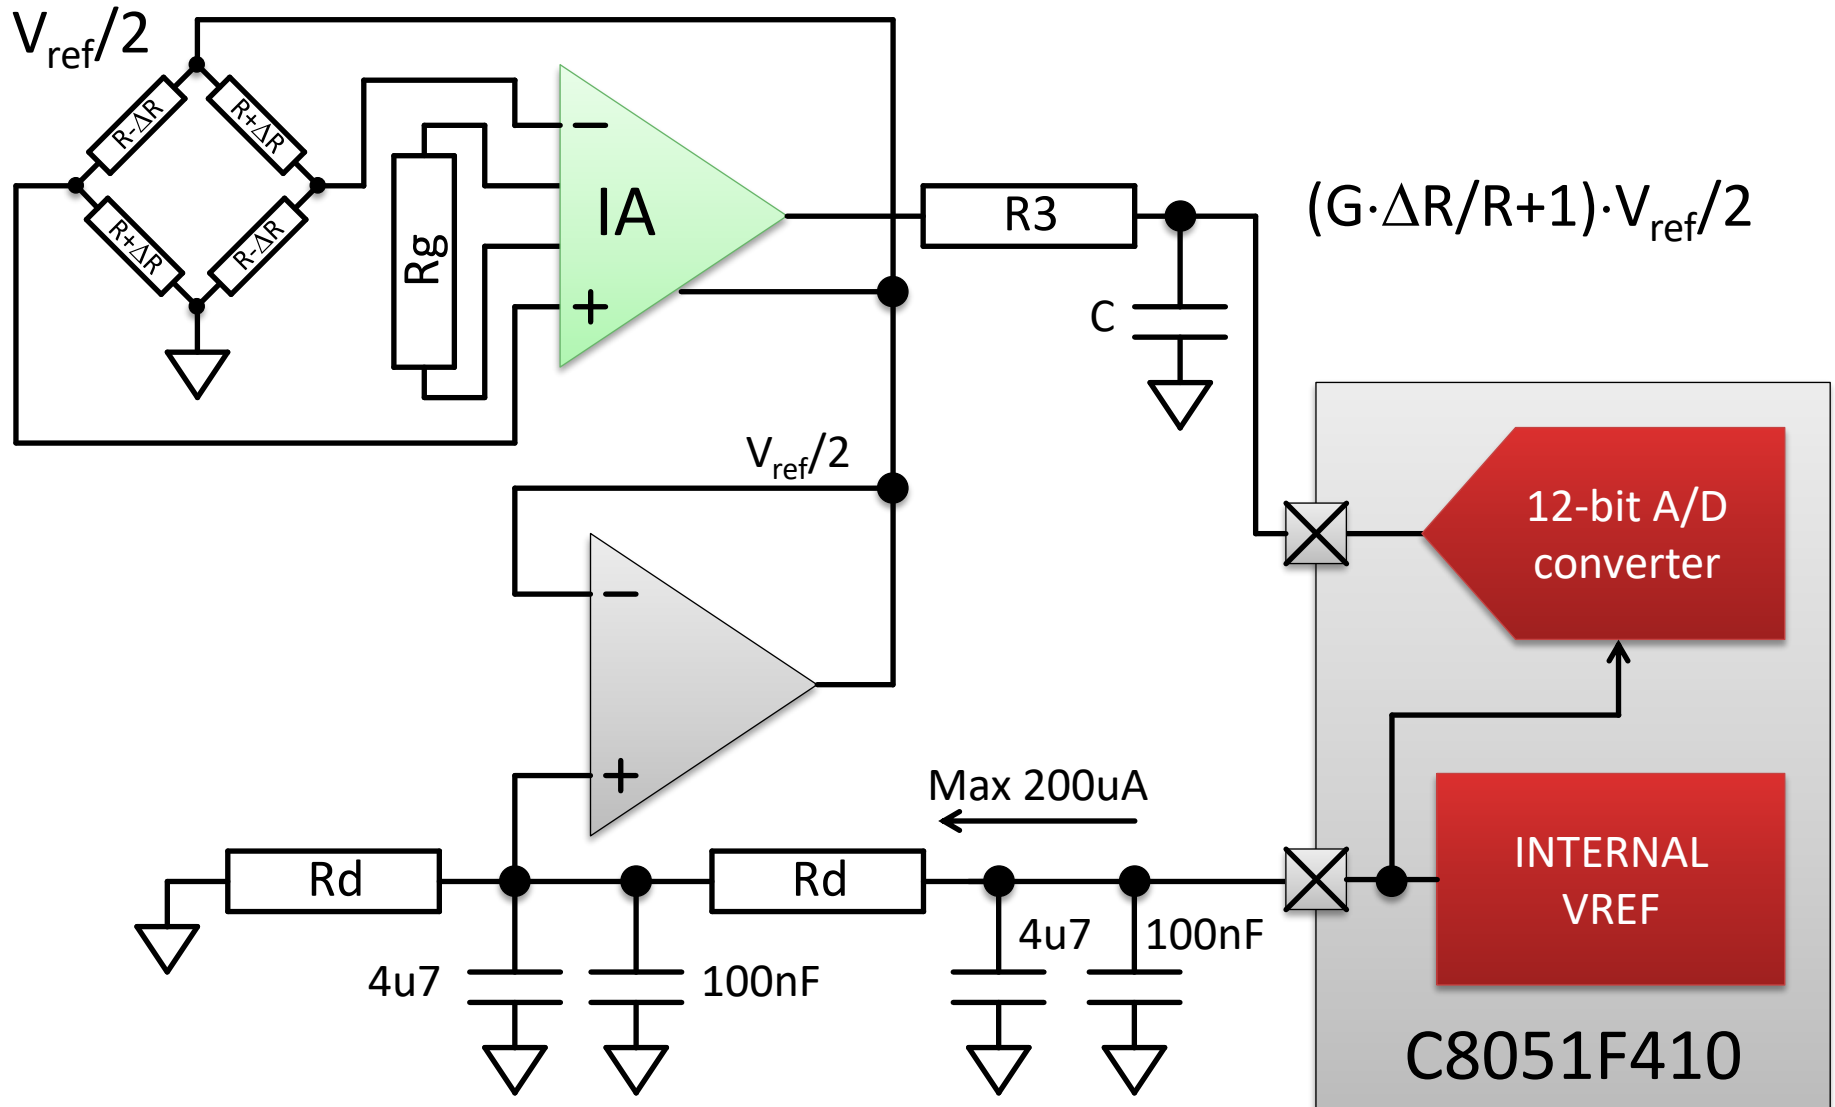 Vref/2
R-ΔR
R+ΔR
R+ΔR
R-ΔR
Rg
−
IA
+
R3
C
(G·ΔR/R+1)·Vref/2
Vref/2
−
+
12-bit A/D
converter
Max 200uA
Rd
Rd
INTERNAL
VREF
4u7
100nF
4u7
100nF
C8051F410